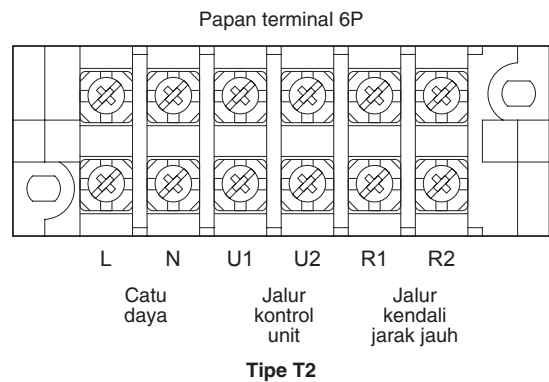 Papan terminal 6P
L N U1 U2 R1 R2
Catu Jalur Jalur
daya kontrol kendali
unit jarak jauh
Tipe T2